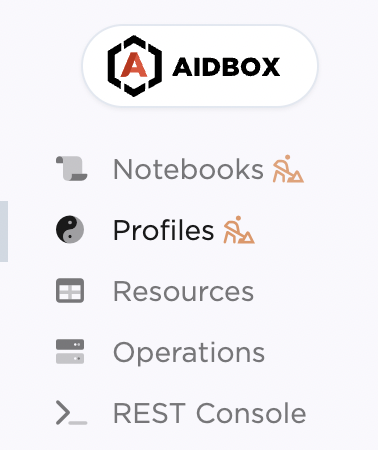 AIDBOX
Notebooks
Profiles
Resources
Operations
REST Console